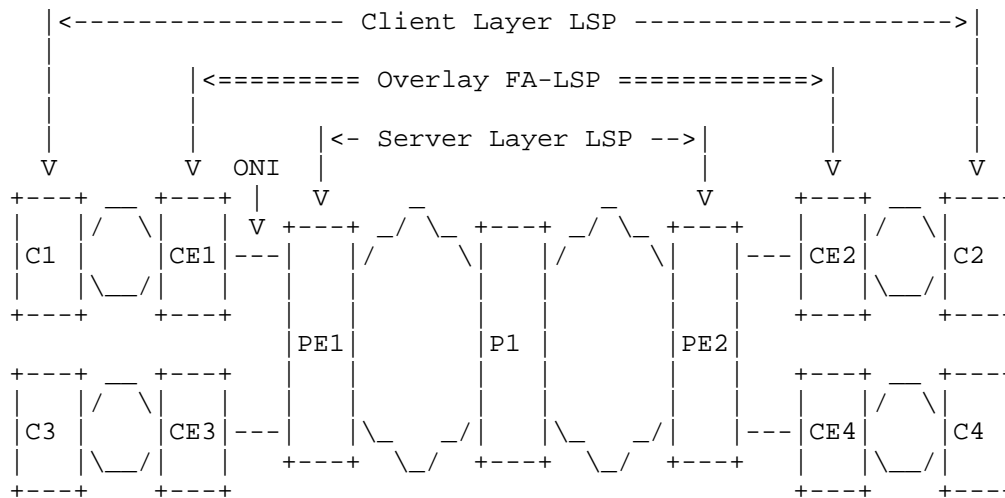 Client Layer LSP
Overlay FA-LSP
Server Layer LSP
V V ONI V V
V V
V
C1 CE1 CE2 C2
PE1 P1 PE2
C3 CE3 CE4 C4